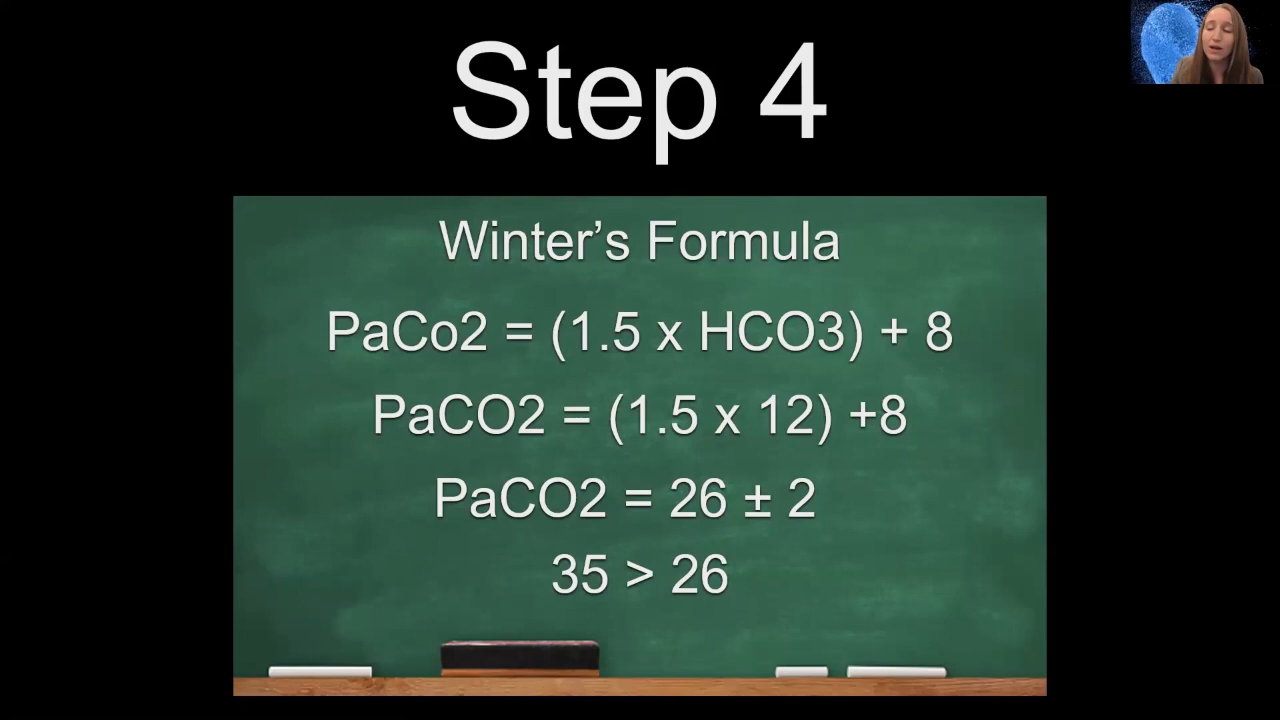 Step 4
Winter’s Formula
PaCo2 = (1.5 x HCO3) + 8
PaCO2 = (1.5 x 12) +8
PaCO2 = 26 ± 2
35 > 26